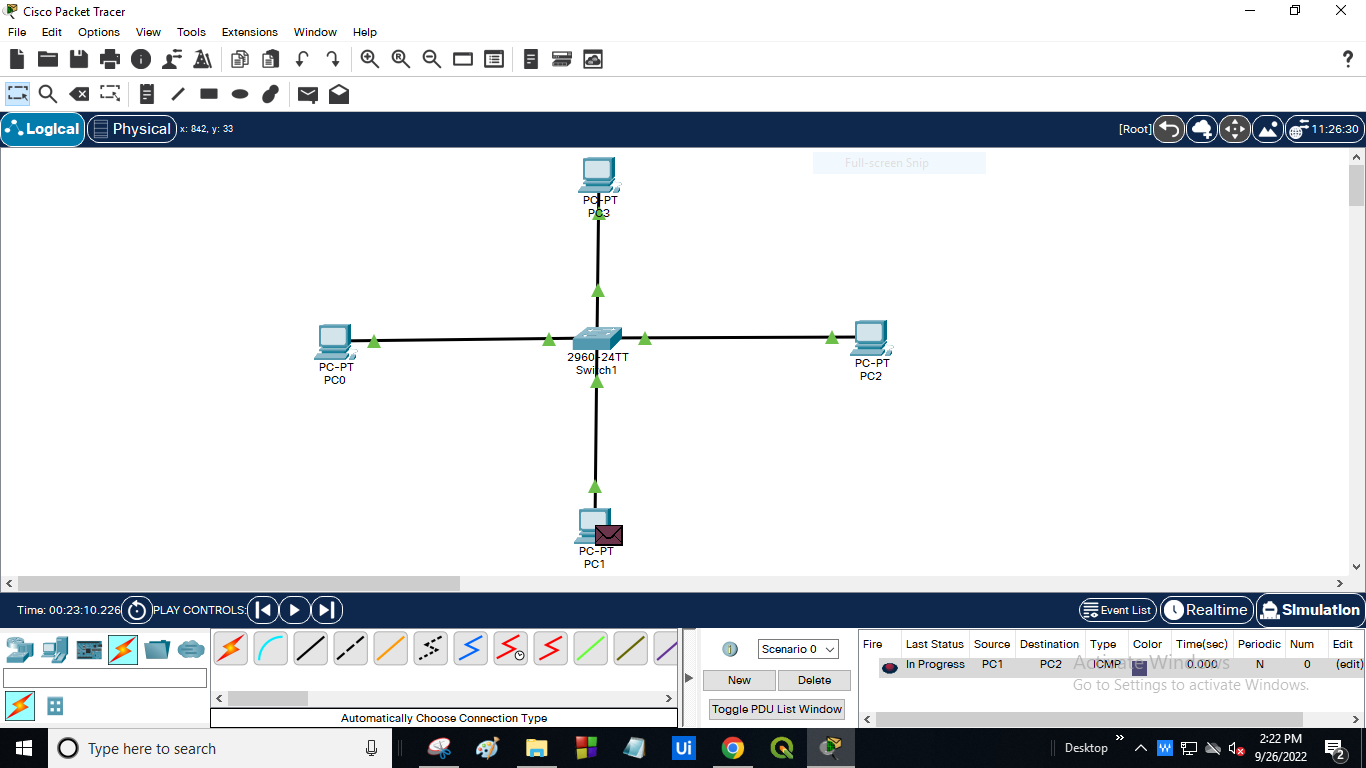 Cisco Packet Tracer
File Edit Options View Tools Extensions Window Help
Logical Physical x: 842, y: 33 [Root] 11:26:30
Full-screen Snip
PC-PT
PC3
PC-PT
PC0
2960-24TT
Switch1
PC-PT
PC2
PC-PT
PC1
Time: 00:23:10.226 PLAY CONTROLS: Event List Realtime Simulation
Scenario 0
New Delete
Toggle PDU List Window
Automatically Choose Connection Type
Fire Last Status Source Destination Type Color Time(sec) Periodic Num Edit
In Progress PC1 PC2 ICMP 0.000 N 0 (edit)
Activate Windows
Go to Settings to activate Windows.
Type here to search
Ui
Desktop
2:22 PM
9/26/2022
2